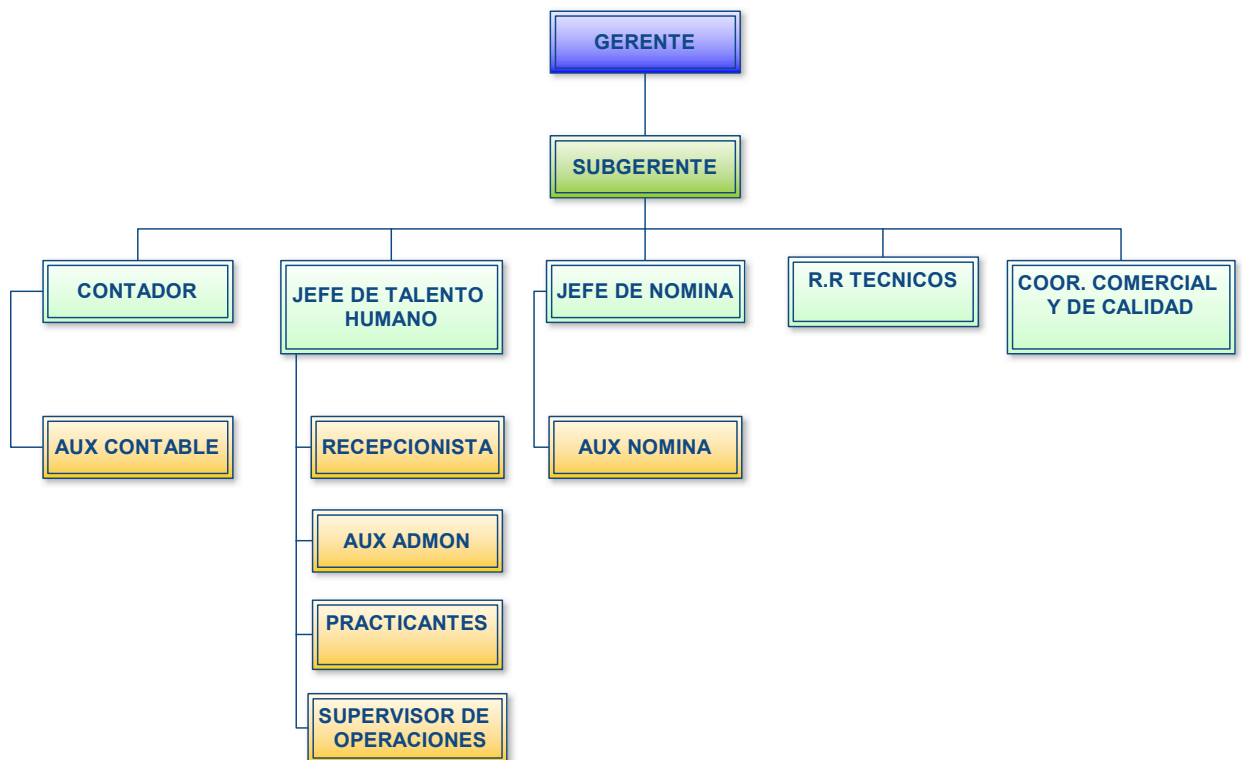 GERENTE
SUBGERENTE
CONTADOR
JEFE DE TALENTO
HUMANO
JEFE DE NOMINA
R.R TECNICOS
COOR. COMERCIAL
Y DE CALIDAD
AUX CONTABLE
RECEPCIONISTA
AUX NOMINA
AUX ADMON
PRACTICANTES
SUPERVISOR DE
OPERACIONES